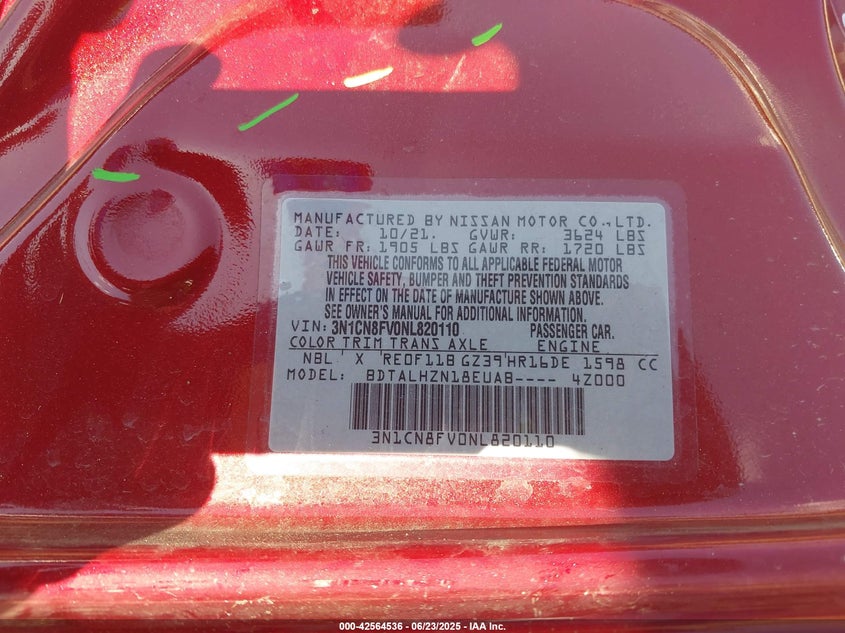 MANUFACTURED BY NISSAN MOTOR CO., LTD.
DATE: 10/21. GVWR: 3624 LBS
GAWR FR: 1905 LBS GAWR RR: 1720 LBS
THIS VEHICLE CONFORMS TO ALL APPLICABLE FEDERAL MOTOR
VEHICLE SAFETY, BUMPER AND THEFT PREVENTION STANDARDS
IN EFFECT ON THE DATE OF MANUFACTURE SHOWN ABOVE.
SEE OWNER'S MANUAL FOR ADDITIONAL INFORMATION.
VIN: 3N1CN8FV0NL820110 PASSENGER CAR.
COLOR TRIM TRANS AXLE ENGINE
NBL X RE0F11B GZ39 HR16DE 1598 CC
MODEL: BDTALHZN18EUAB---- 4Z000
3N1CN8FV0NL820110
000-42564536 - 06/23/2025 - IAA Inc.